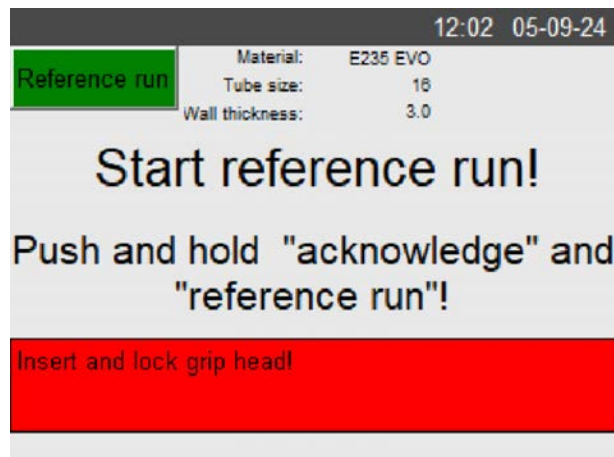 12:02 05-09-24
Reference run
Material: E235 EVO
Tube size: 16
Wall thickness: 3.0
Start reference run!
Push and hold "acknowledge" and
"reference run"!
Insert and lock grip head!